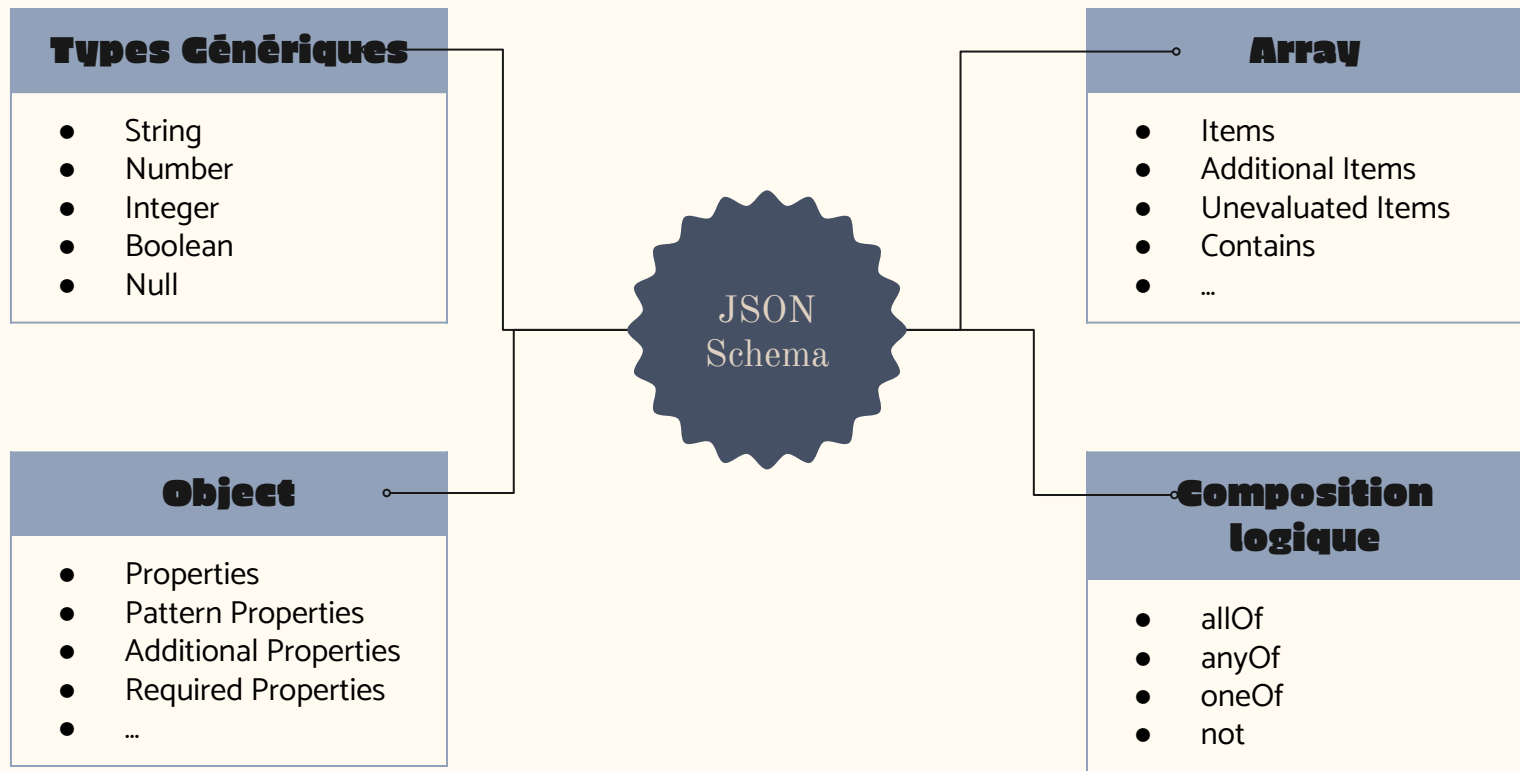 Types Génériques
● String
● Number
● Integer
● Boolean
● Null
Array
● Items
● Additional Items
● Unevaluated Items
● Contains
● ...
JSON
Schema
Object
● Properties
● Pattern Properties
● Additional Properties
● Required Properties
● ...
Composition
logique
● allOf
● anyOf
● oneOf
● not